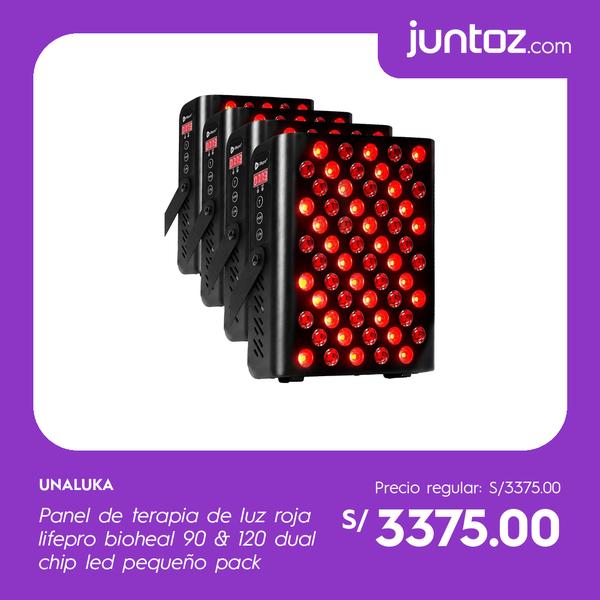 juntoz.com
UNALUKA
Panel de terapia de luz roja
lifepro bioheal 90 & 120 dual
chip led pequeño pack
Precio regular: S/3375.00
S/ 3375.00